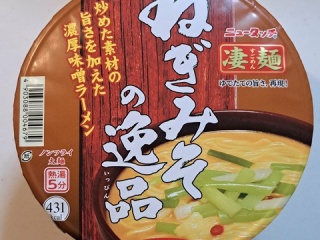 ニュータッチ
凄麺
ゆでたての旨さ、再現!
ねぎみそ
の逸品
いっぴん
炒めた素材の
旨さを加えた
濃厚味噌ラーメン
4903088004679
ノンフライ
太麺
熱湯
5分
431